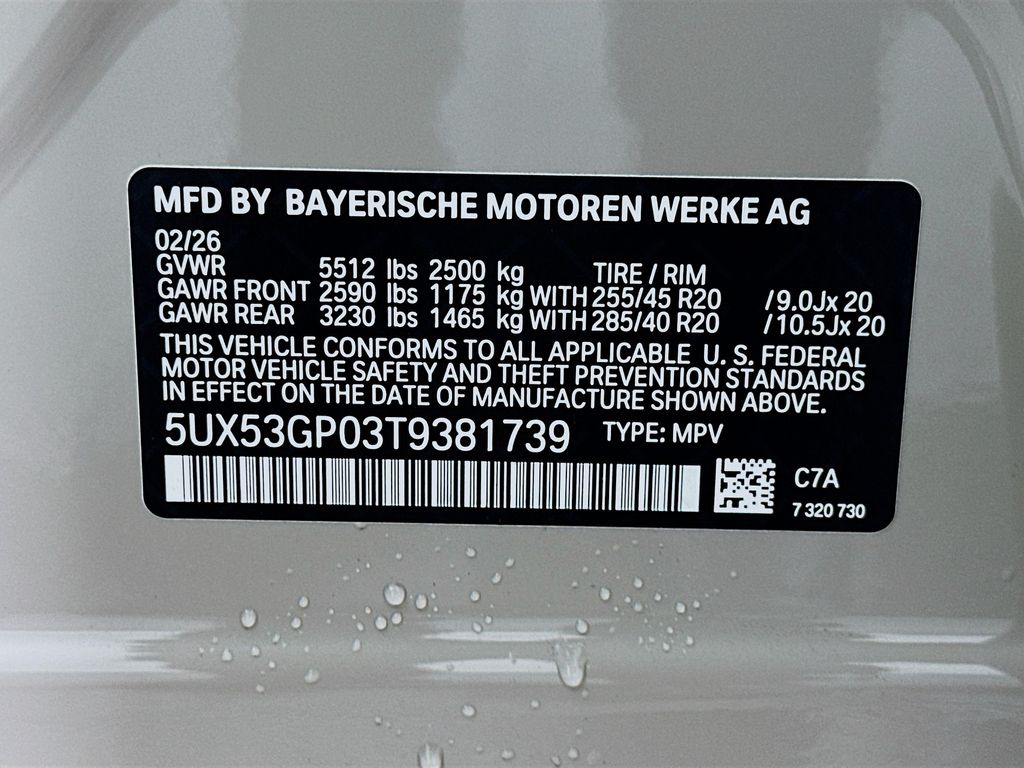 MFD BY BAYERISCHE MOTOREN WERKE AG
02/26
GVWR 5512 lbs 2500 kg TIRE / RIM
GAWR FRONT 2590 lbs 1175 kg WITH 255/45 R20 /9.0Jx 20
GAWR REAR 3230 lbs 1465 kg WITH 285/40 R20 /10.5Jx 20
THIS VEHICLE CONFORMS TO ALL APPLICABLE U. S. FEDERAL
MOTOR VEHICLE SAFETY AND THEFT PREVENTION STANDARDS
IN EFFECT ON THE DATE OF MANUFACTURE SHOWN ABOVE.
5UX53GP03T9381739 TYPE: MPV
C7A
7 320 730